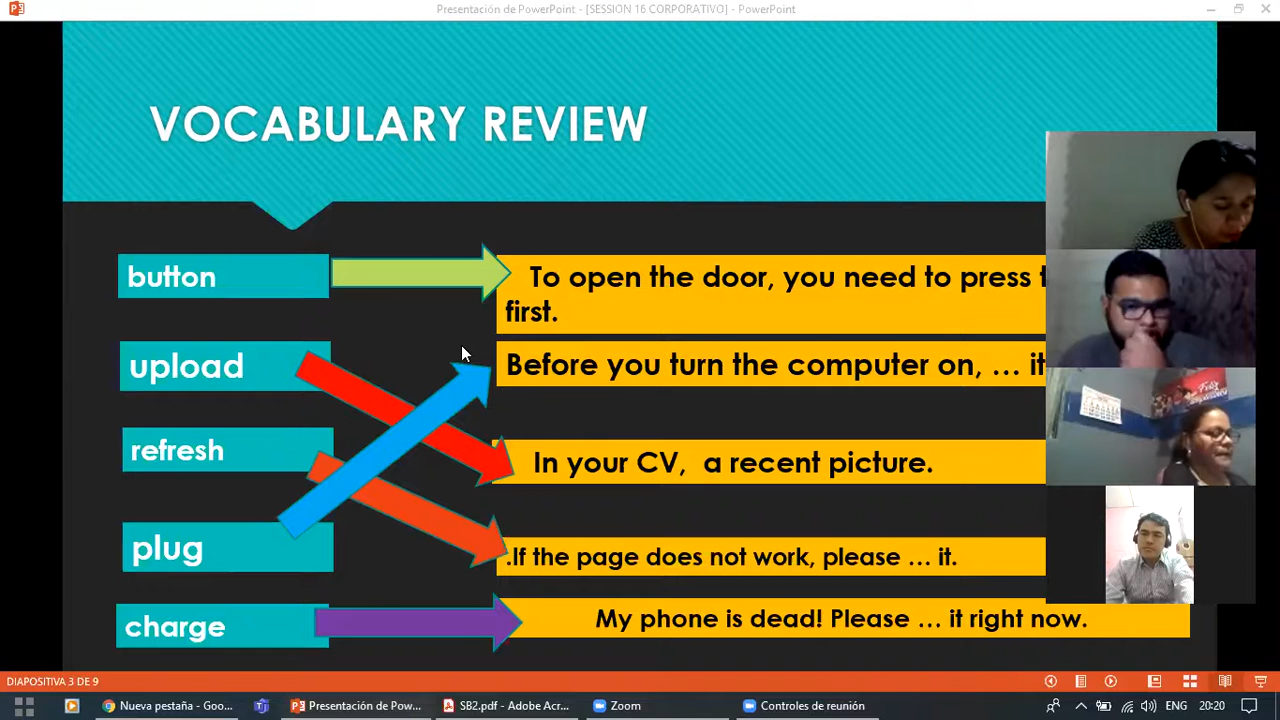 Presentación de PowerPoint - [SESSION 16 CORPORATIVO] - PowerPoint
VOCABULARY REVIEW
button
To open the door, you need to press
first.
upload
Before you turn the computer on, … it
refresh
In your CV, a recent picture.
plug
.If the page does not work, please … it.
charge
My phone is dead! Please … it right now.
DIAPOSITIVA 3 DE 9
Nueva pestaña - Goo...
Presentación de Pow...
SB2.pdf - Adobe Acr...
Zoom
Controles de reunión
ENG
20:20